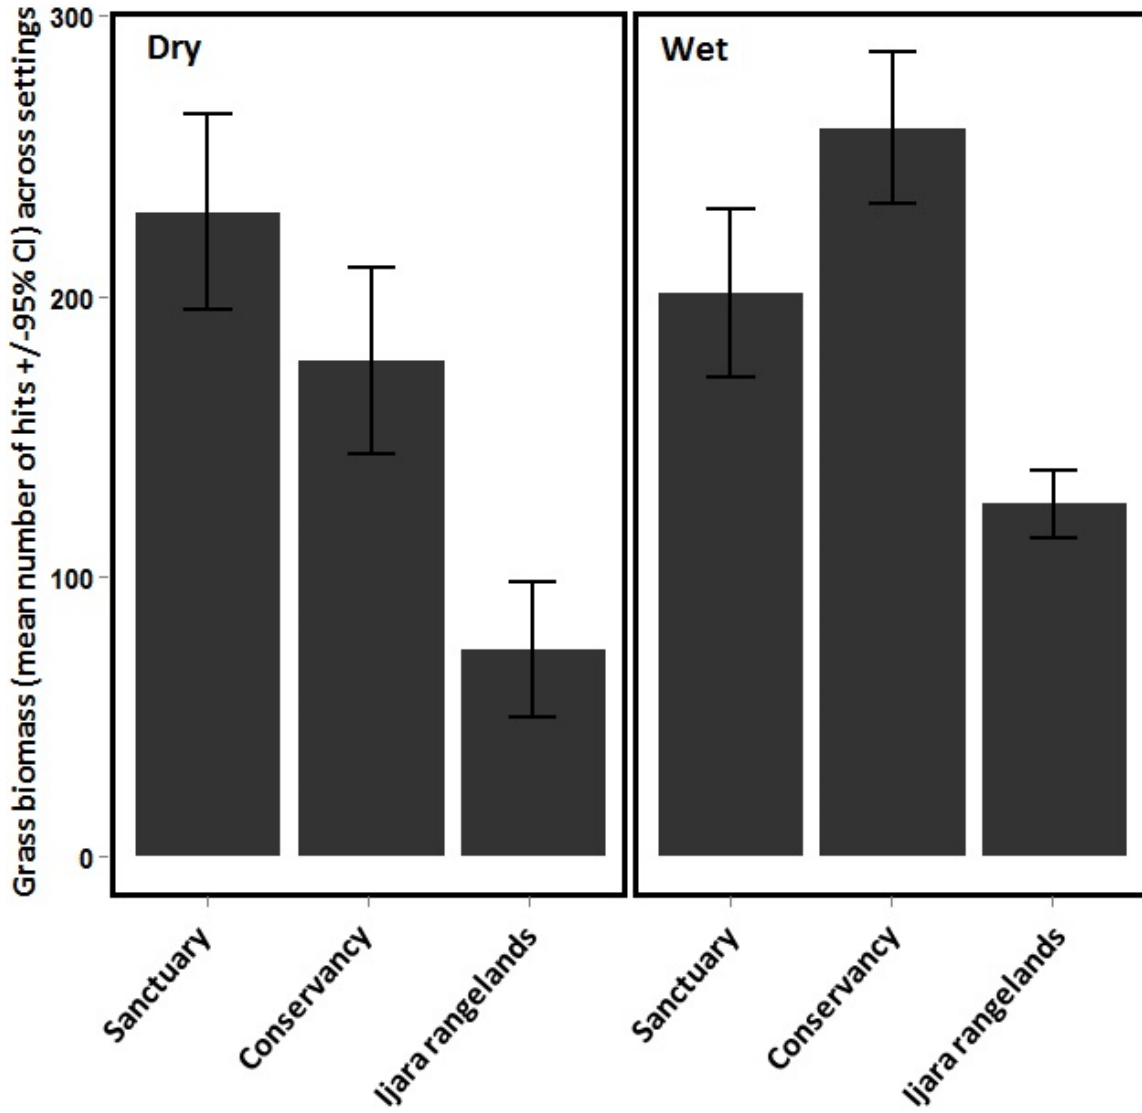 Grass biomass (mean number of hits +/-95% CI) across settings
300
200
100
0
Dry
Wet
Sanctuary
Conservancy
Ijara rangelands
Sanctuary
Conservancy
Ijara rangelands